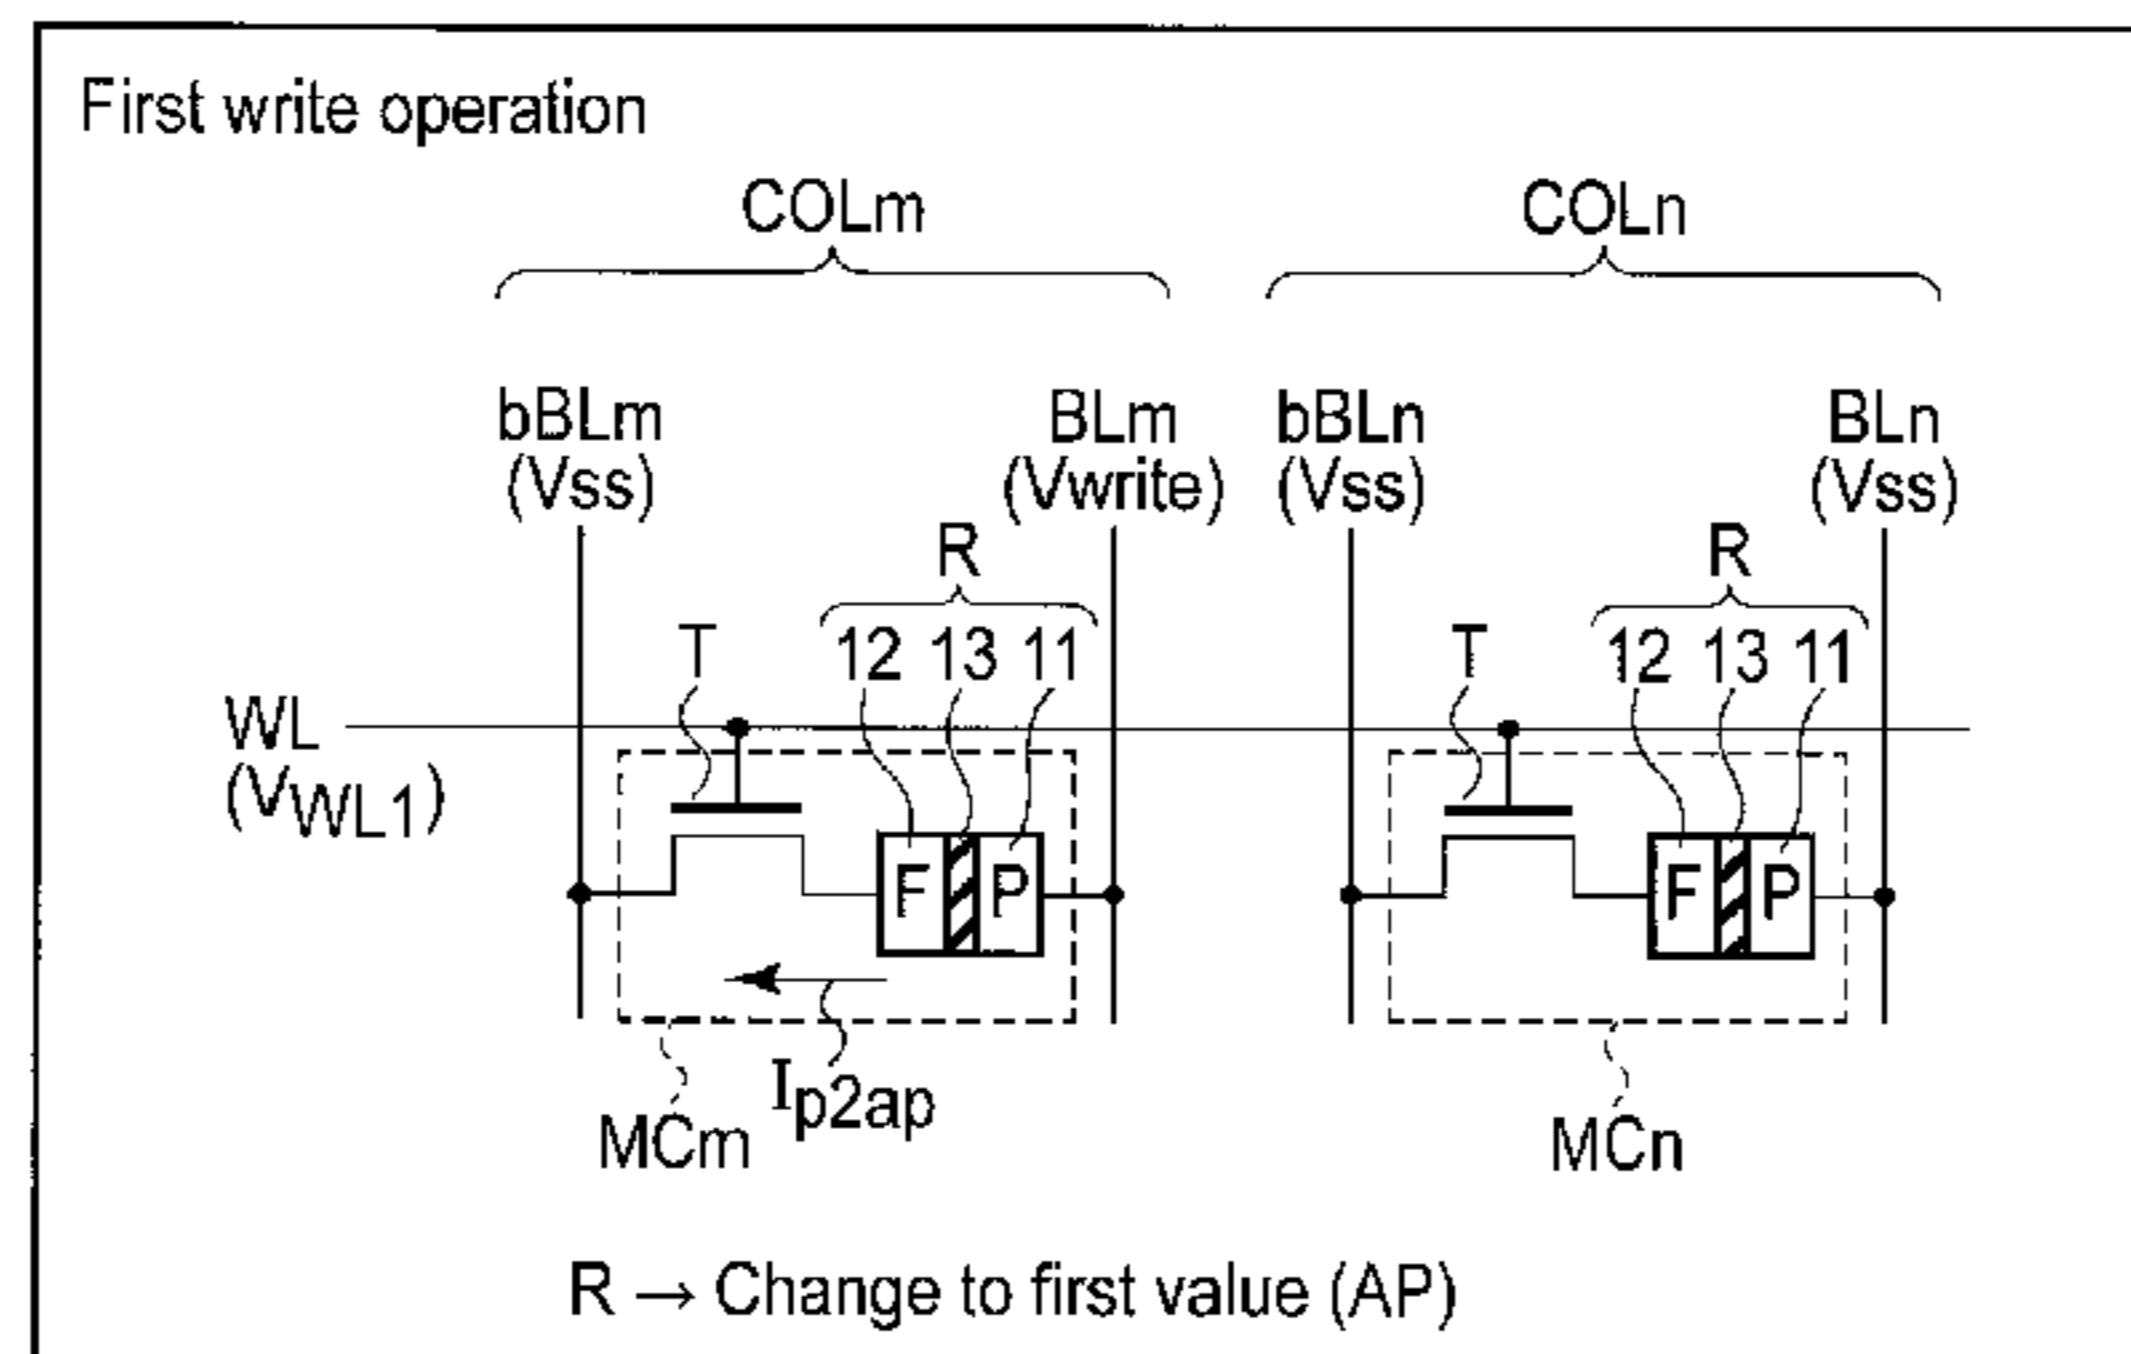 First write operation
COLm COLn
bBLm BLm bBLn BLn
(Vss) (Vwrite) (Vss) (Vss)
R R
T 12 13 11 T 12 13 11
WL
(VWL1)
F P F P
Ip2ap
MCm MCn
R → Change to first value (AP)